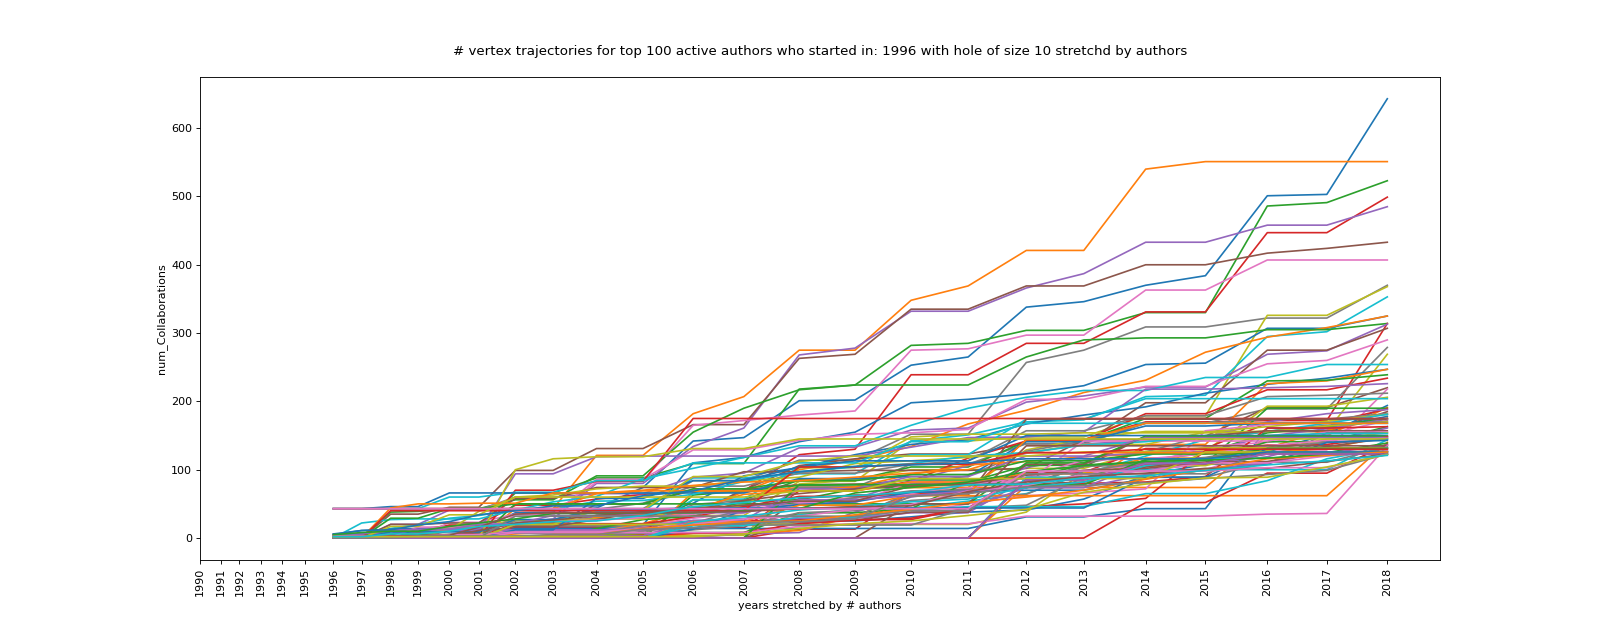 # vertex trajectories for top 100 active authors who started in: 1996 with hole of size 10 stretchd by authors
num_Collaborations
600
500
400
300
200
100
0
1990 1991 1992 1993 1994 1995 1996 1997 1998 1999 2000 2001 2002 2003 2004 2005 2006 2007 2008 2009 2010 2011 2012 2013 2014 2015 2016 2017 2018
years stretched by # authors